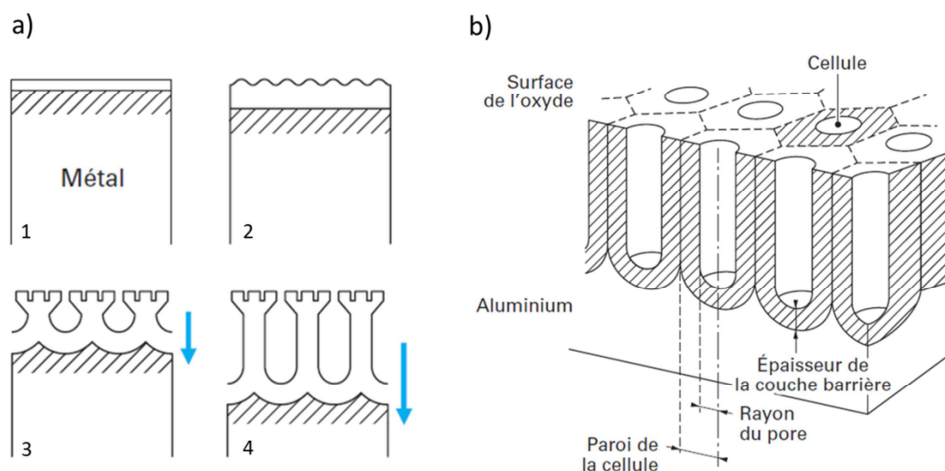 a)
Métal
1
2
3
4
b)
Cellule
Surface
de l'oxyde
Aluminium
Épaisseur de
la couche barrière
Rayon
du pore
Paroi de
la cellule